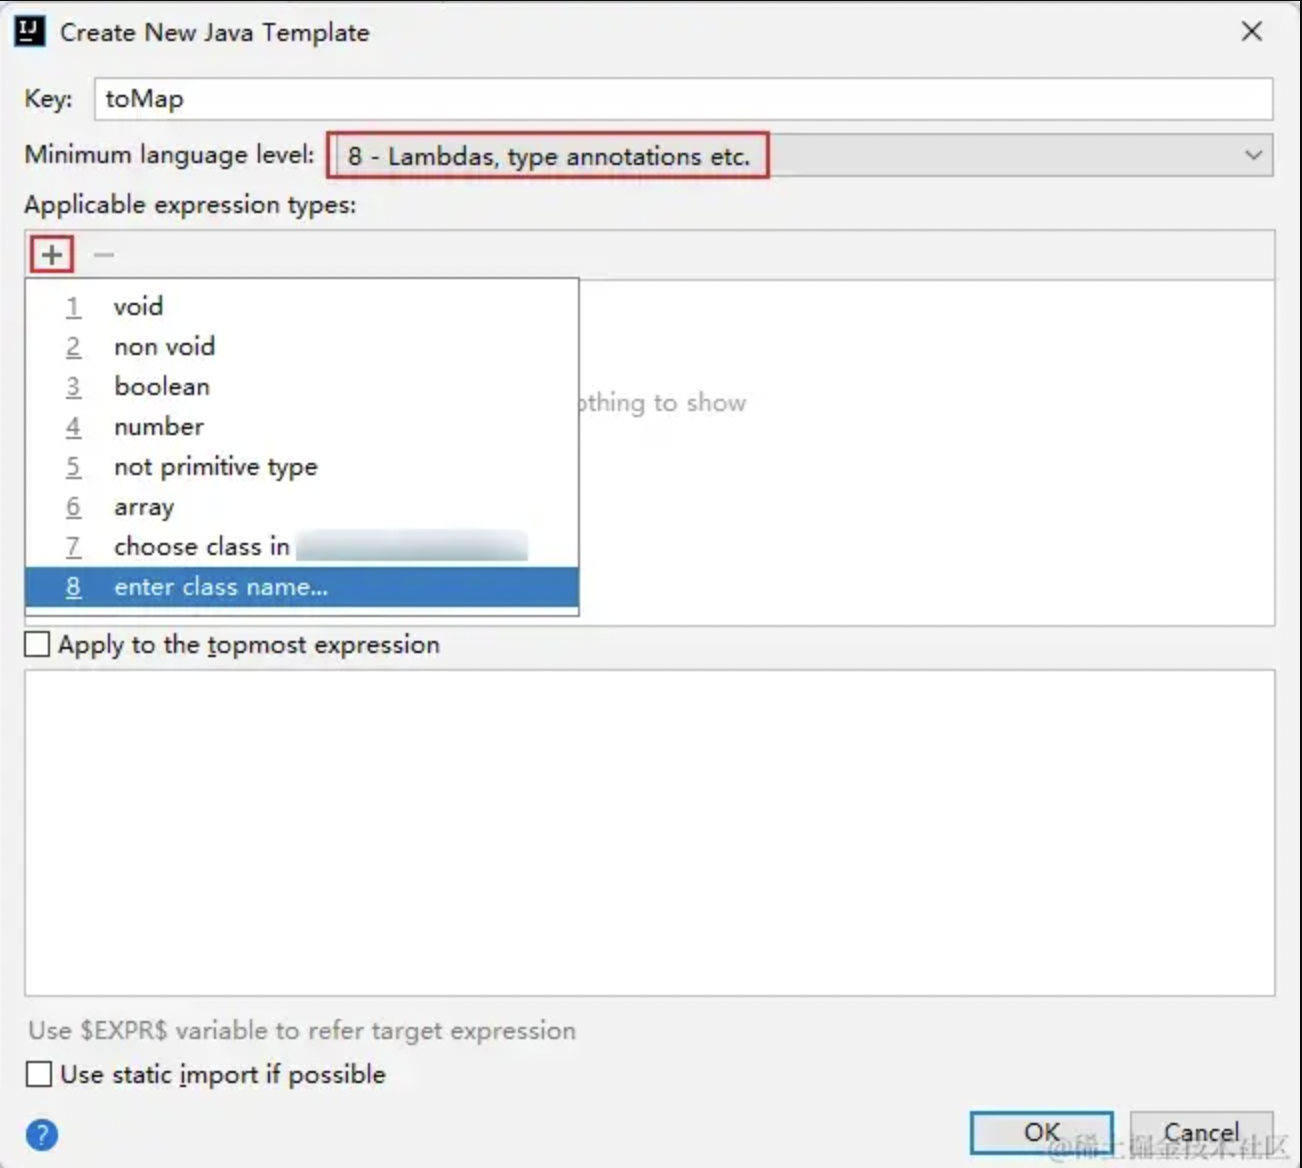 IJ
Create New Java Template
Key: toMap
Minimum language level: 8 - Lambdas, type annotations etc.
Applicable expression types:
1 void
2 non void
3 boolean
4 number
othing to show
5 not primitive type
6 array
7 choose class in
8 enter class name...
Apply to the topmost expression
Use $EXPR$ variable to refer target expression
Use static import if possible
?
OK Cancel
@稀土掘金技术社区